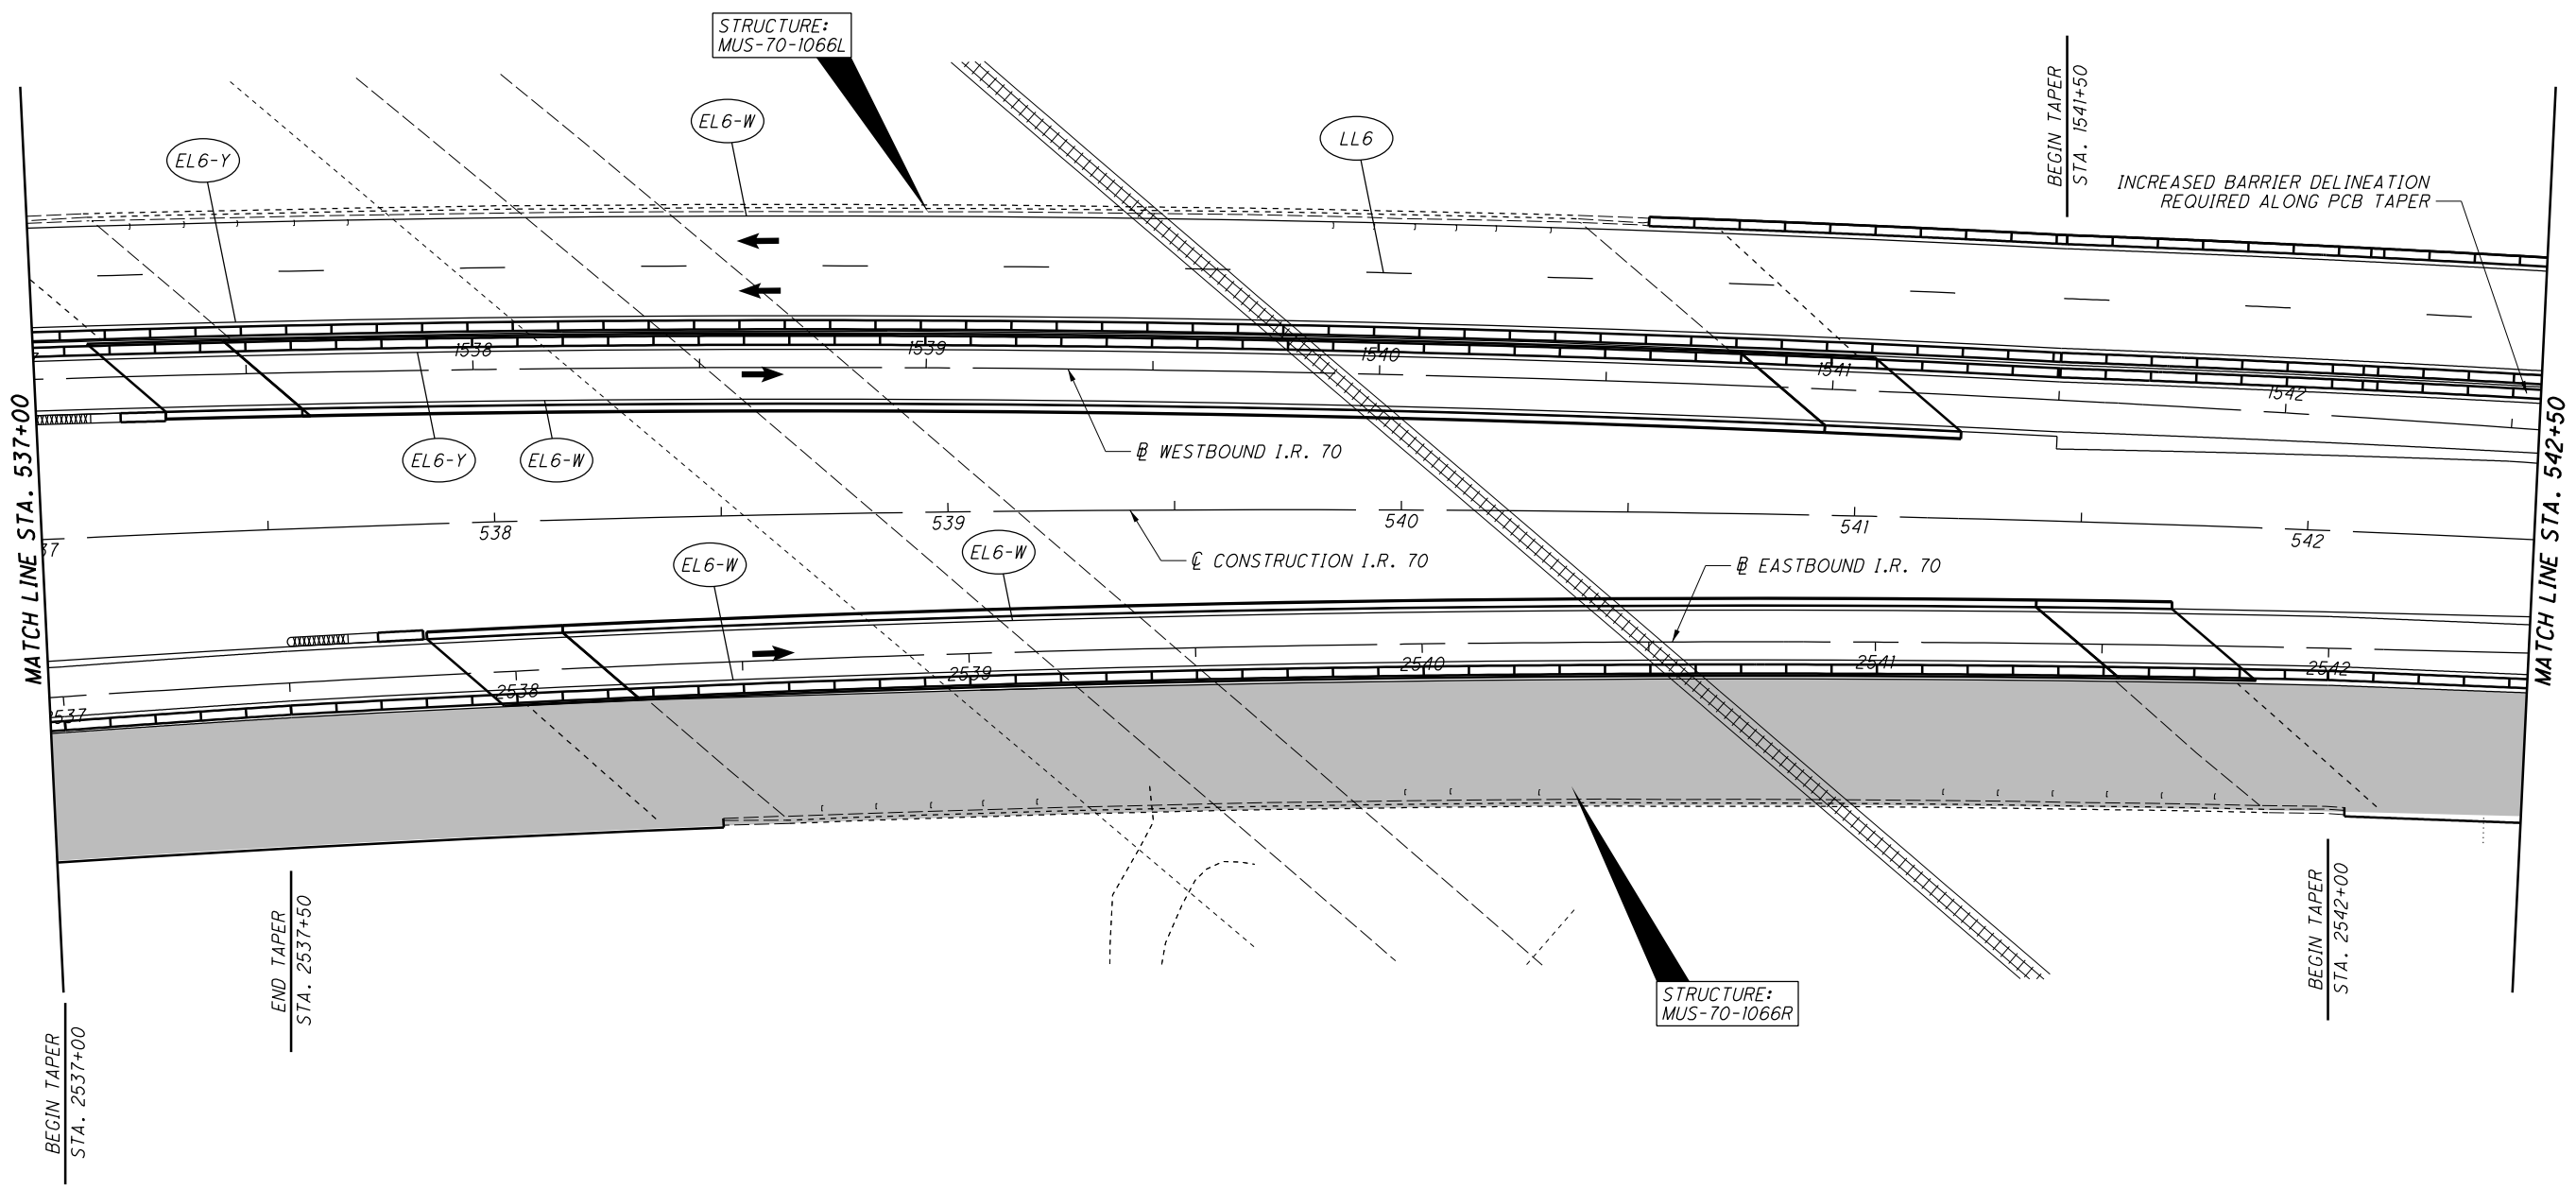 STRUCTURE:
MUS-70-1066L
EL6-W
EL6-Y
LL6
BEGIN TAPER
STA. 1541+50
INCREASED BARRIER DELINEATION
REQUIRED ALONG PCB TAPER
1538
1539
1540
1541
1542
EL6-Y
EL6-W
℄ WESTBOUND I.R. 70
MATCH LINE STA. 537+00
MATCH LINE STA. 542+50
37
538
539
540
541
542
EL6-W
EL6-W
℄ CONSTRUCTION I.R. 70
℄ EASTBOUND I.R. 70
2537
2538
2539
2540
2541
2542
END TAPER
STA. 2537+50
BEGIN TAPER
STA. 2542+00
STRUCTURE:
MUS-70-1066R
BEGIN TAPER
STA. 2537+00